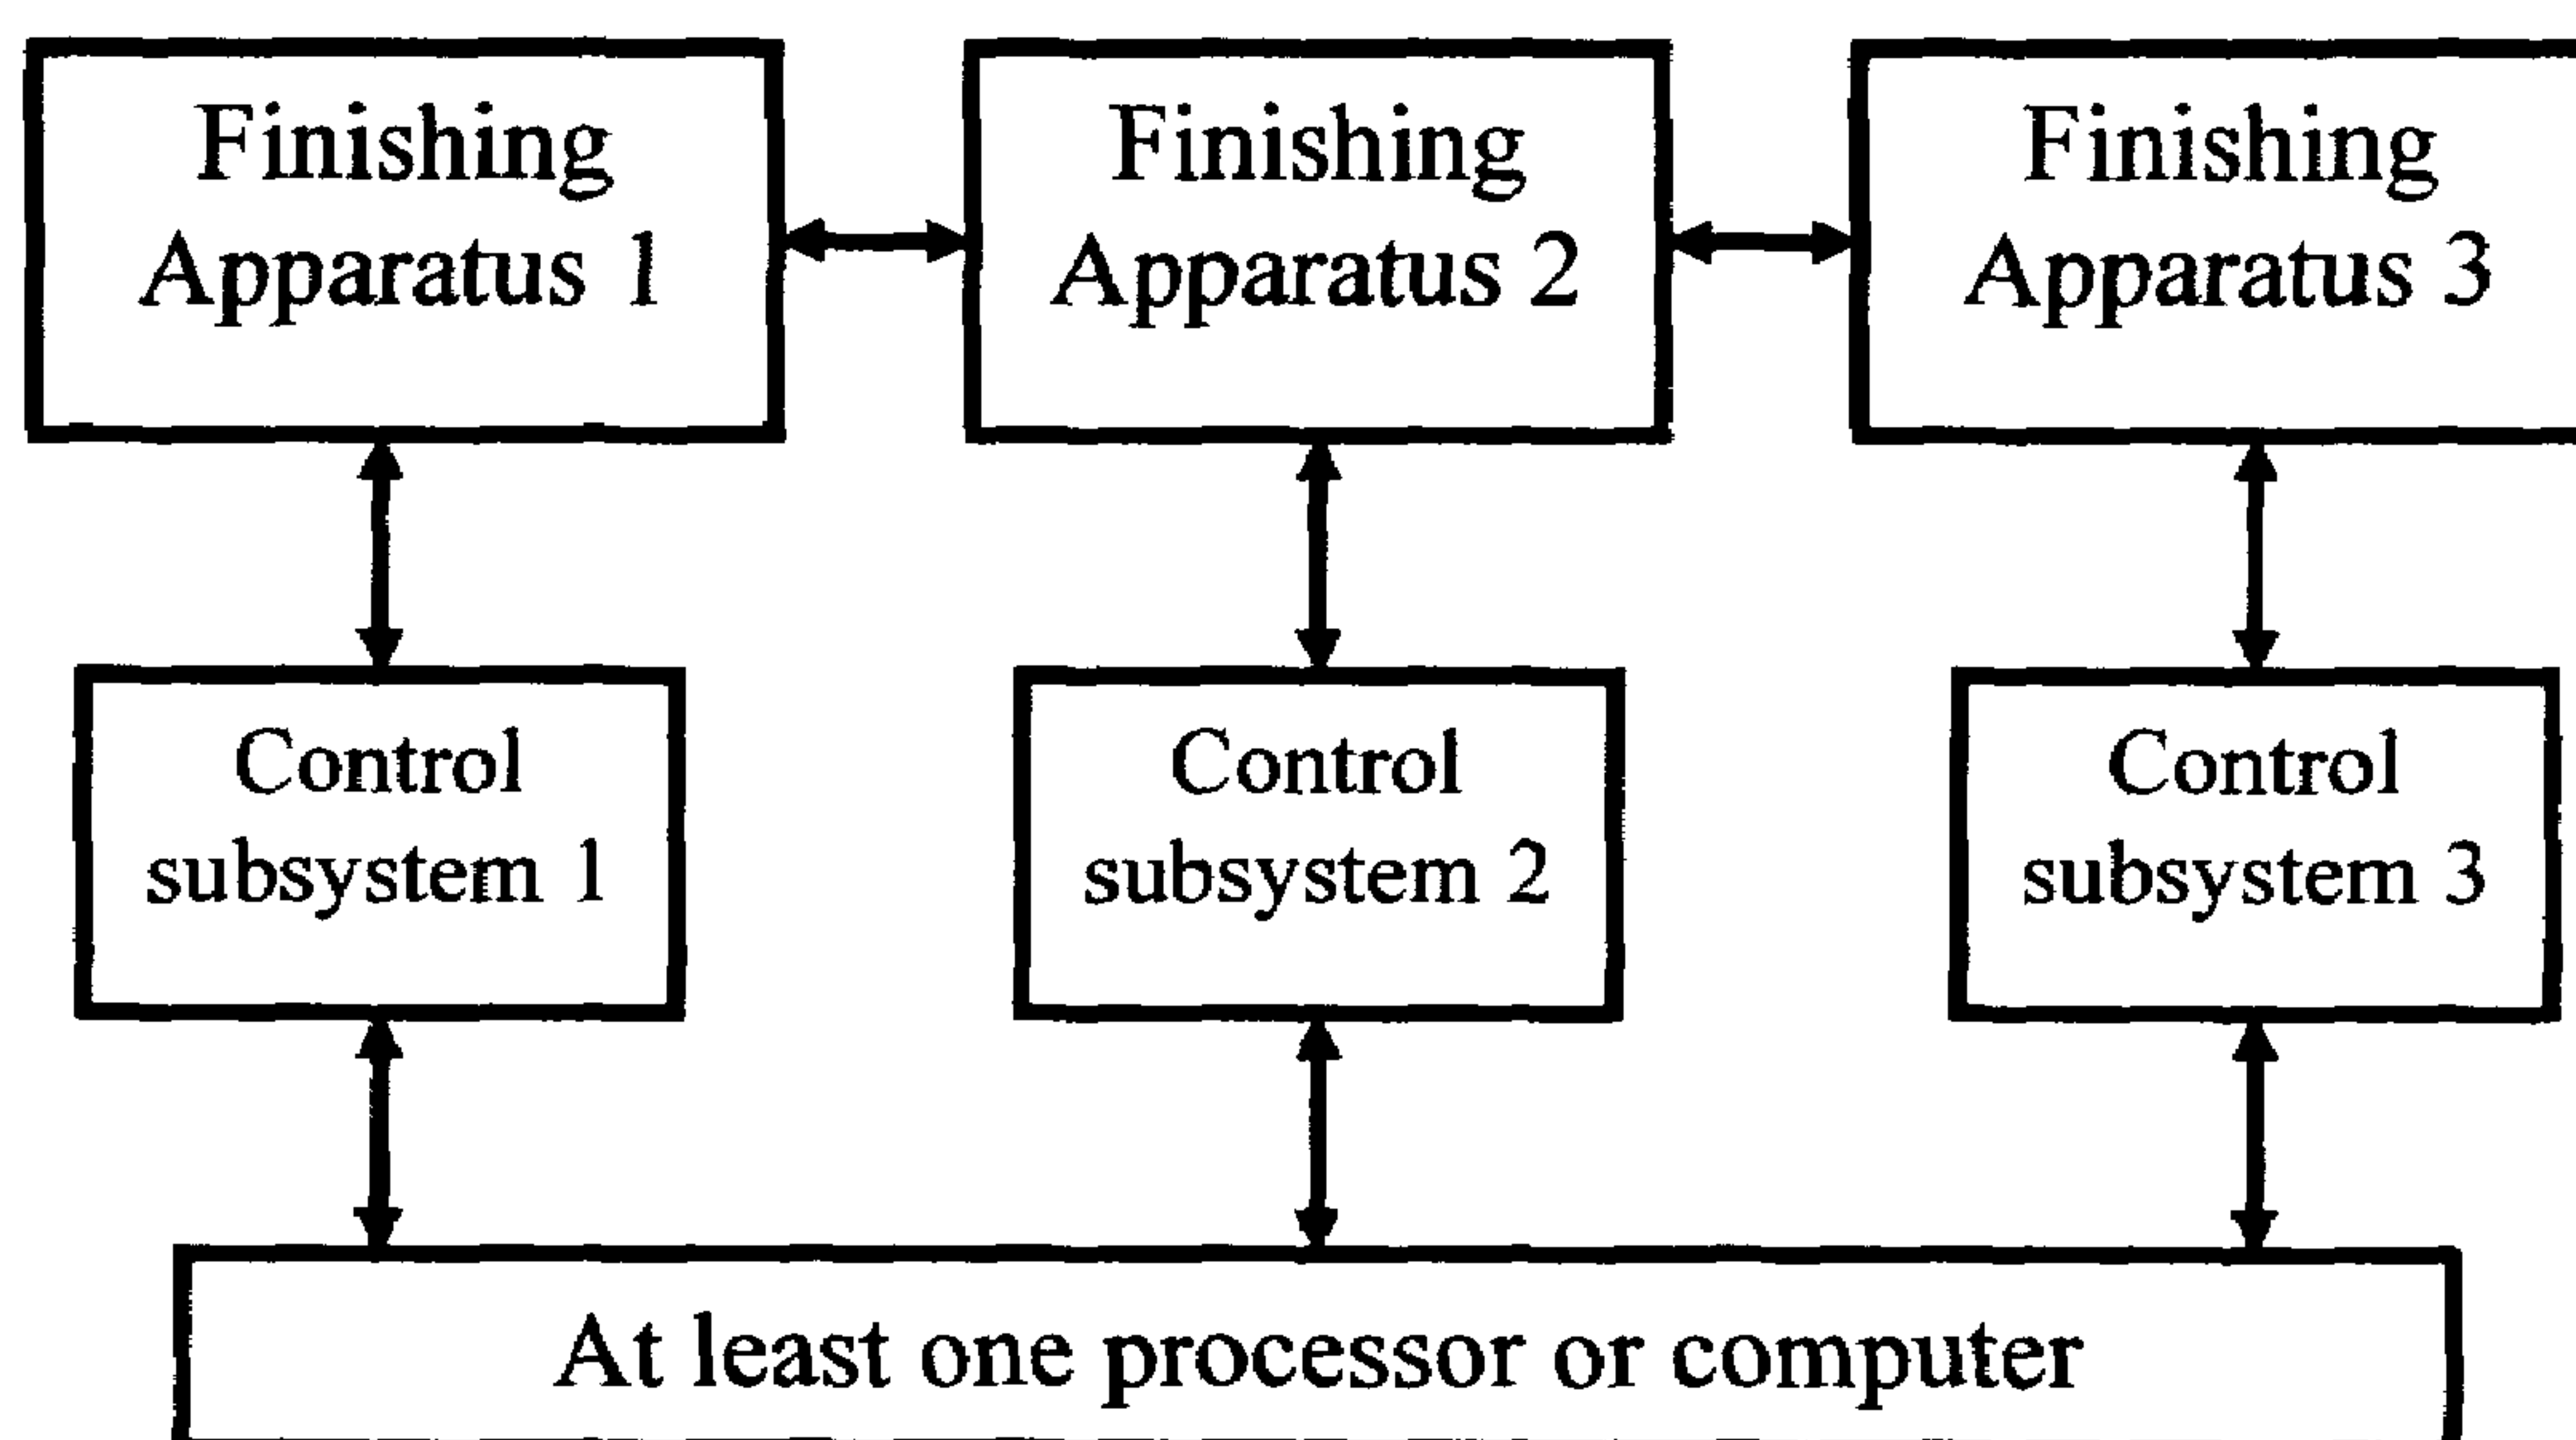 Finishing
Apparatus 1
Finishing
Apparatus 2
Finishing
Apparatus 3
Control
subsystem 1
Control
subsystem 2
Control
subsystem 3
At least one processor or computer